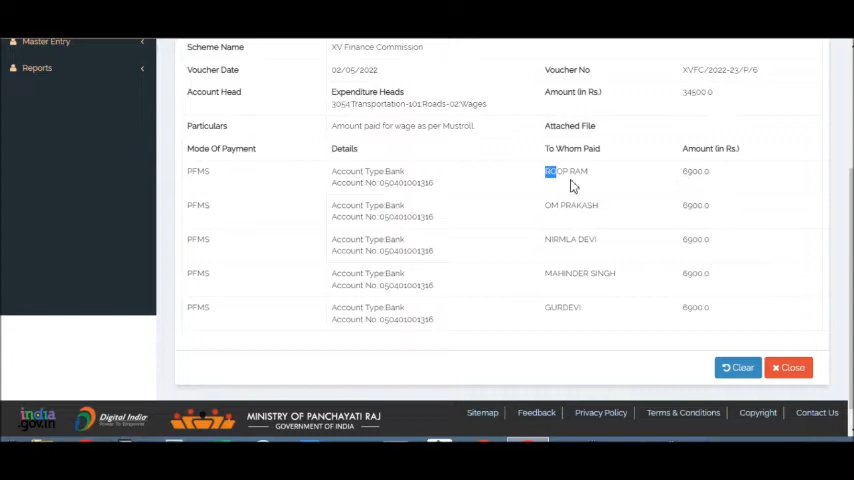 Master Entry
Scheme Name XV Finance Commission
Reports
Voucher Date 02/05/2022 Voucher No XVFC/2022-23/P/6
Account Head Expenditure Heads Amount (in Rs.) 34500.0
3054:Transportation-101:Roads-02:Wages
Particulars Amount paid for wage as per Mustroll Attached File
Mode Of Payment Details To Whom Paid Amount (in Rs.)
PFMS Account Type:Bank ROOP RAM 6900.0
Account No.:050401001316
PFMS Account Type:Bank OM PRAKASH 6900.0
Account No.:050401001316
PFMS Account Type:Bank NIRMLA DEVI 6900.0
Account No.:050401001316
PFMS Account Type:Bank MAHINDER SINGH 6900.0
Account No.:050401001316
PFMS Account Type:Bank GURDEVI 6900.0
Account No.:050401001316
Clear Close
india.gov.in Digital India Power To Empower MINISTRY OF PANCHAYATI RAJ Sitemap Feedback Privacy Policy Terms & Conditions Copyright Contact Us
GOVERNMENT OF INDIA